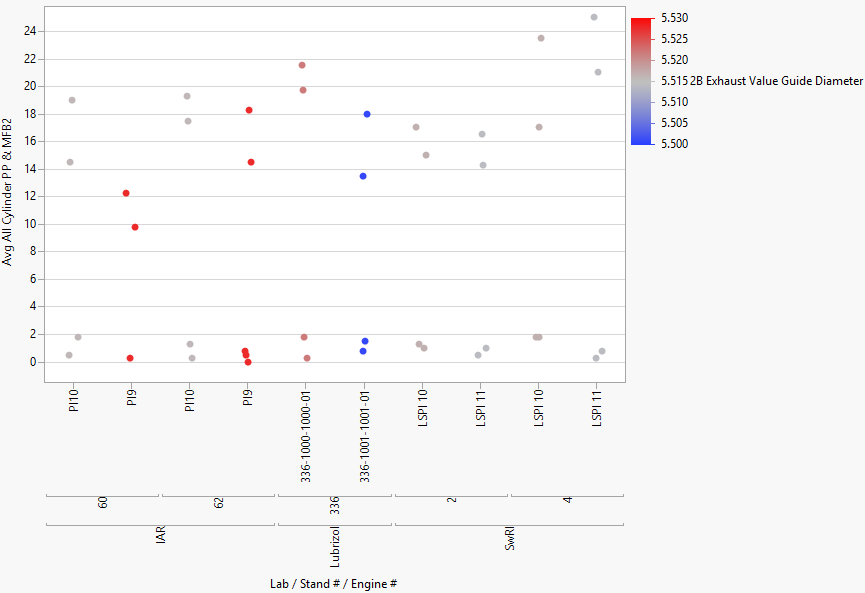 5.530
24
5.525
22
5.520
20
5.515 2B Exhaust Value Guide Diameter
18
5.510
16
5.505
14
5.500
12
10
8
6
4
2
0
Avg All Cylinder PP & MFB2
PI10
PI9
PI10
PI9
336-1000-1000-01
336-1001-1001-01
LSPI 10
LSPI 11
LSPI 10
LSPI 11
60
62
336
2
4
IAR
Lubrizol
SwRI
Lab / Stand # / Engine #